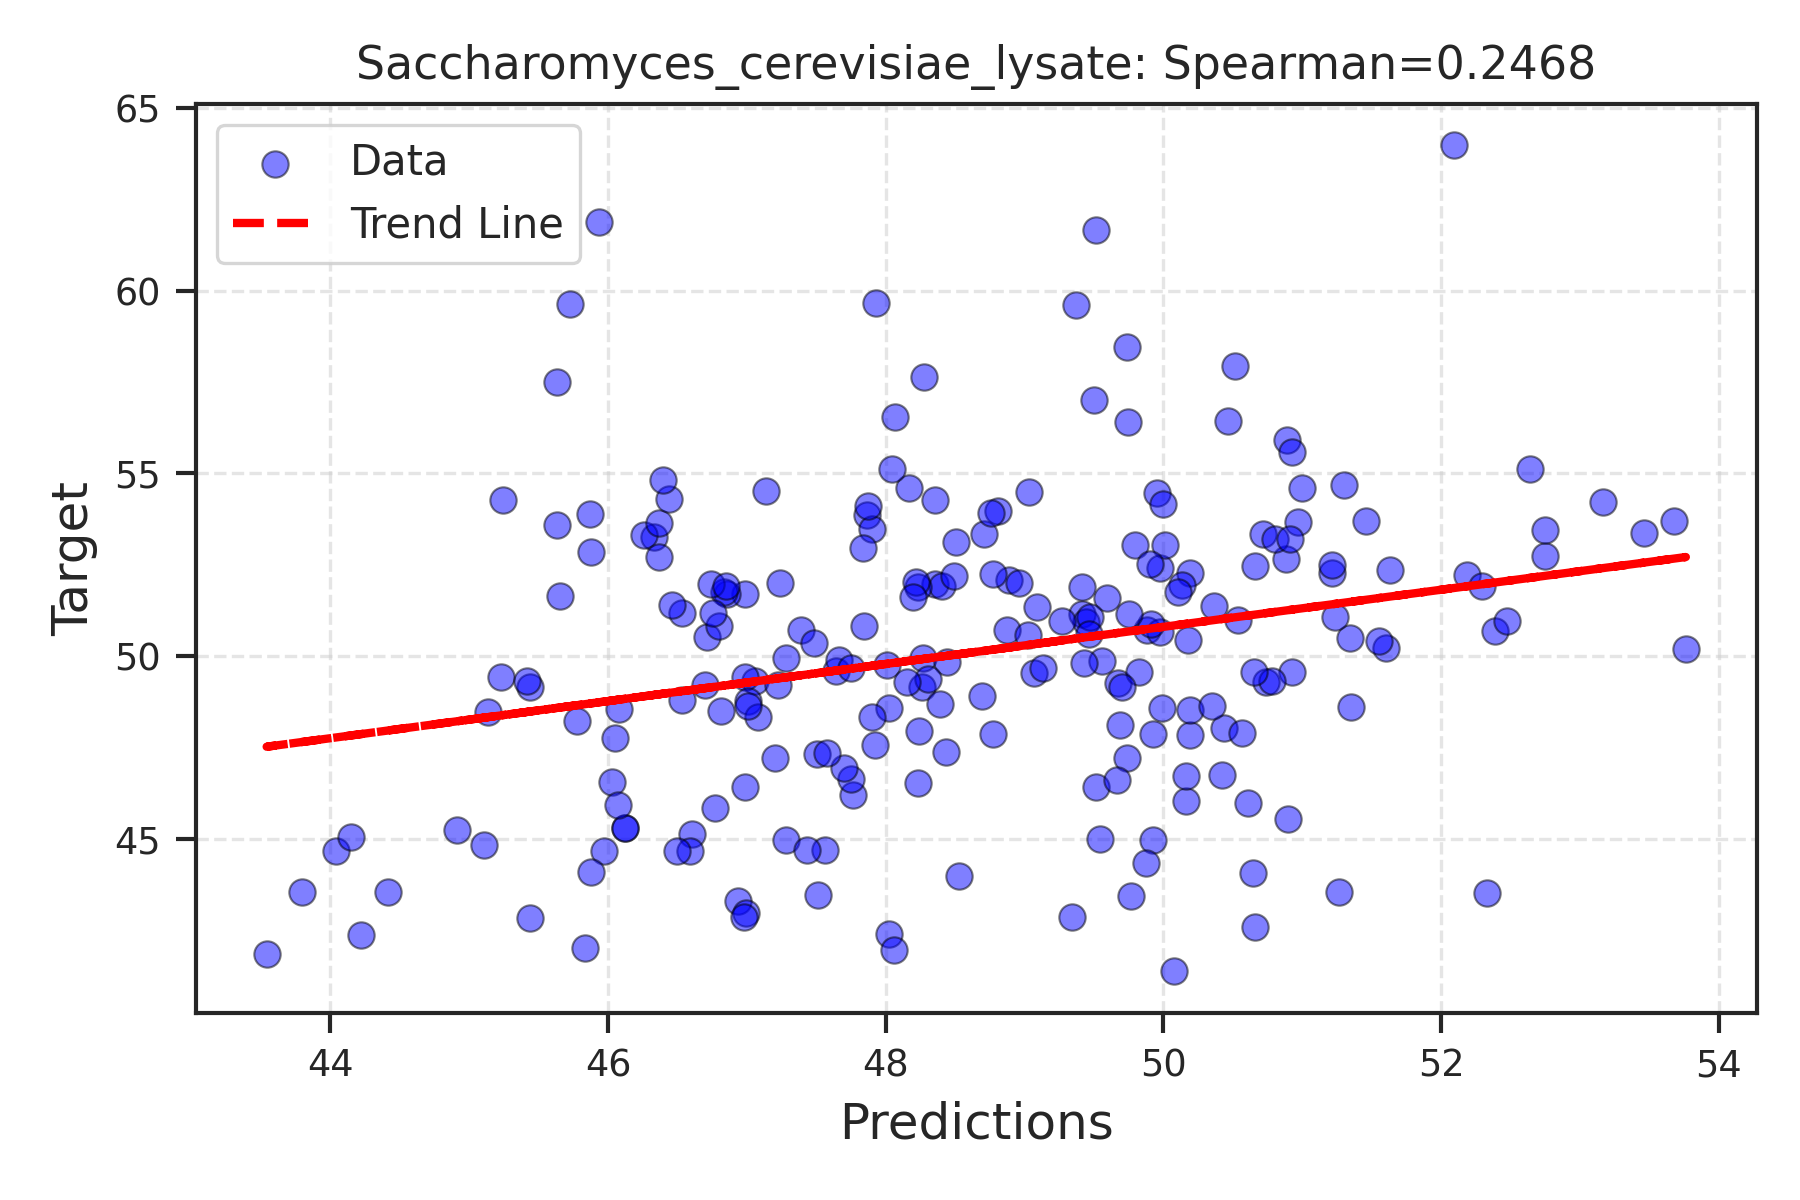 Saccharomyces_cerevisiae_lysate: Spearman=0.2468
Data
Trend Line
65
60
55
50
45
Target
44 46 48 50 52 54
Predictions